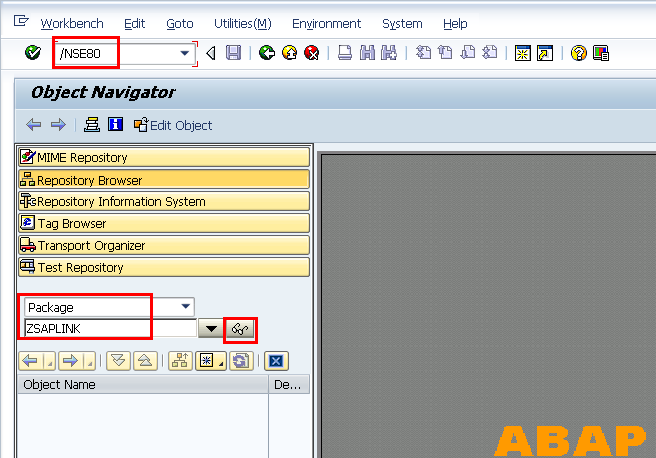 Workbench Edit Goto Utilities(M) Environment System Help
/NSE80
Object Navigator
Edit Object
MIME Repository
Repository Browser
Repository Information System
Tag Browser
Transport Organizer
Test Repository
Package
ZSAPLINK
Object Name De...
ABAP